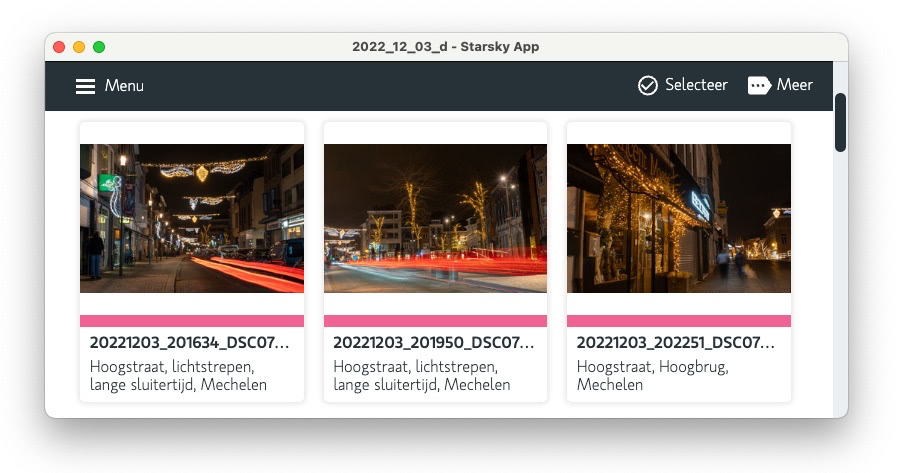 2022_12_03_d - Starsky App
Menu
Selecteer
Meer
20221203_201634_DSC07...
Hoogstraat, lichtstrepen,
lange sluitertijd, Mechelen
20221203_201950_DSC07...
Hoogstraat, lichtstrepen,
lange sluitertijd, Mechelen
20221203_202251_DSC07...
Hoogstraat, Hoogbrug,
Mechelen